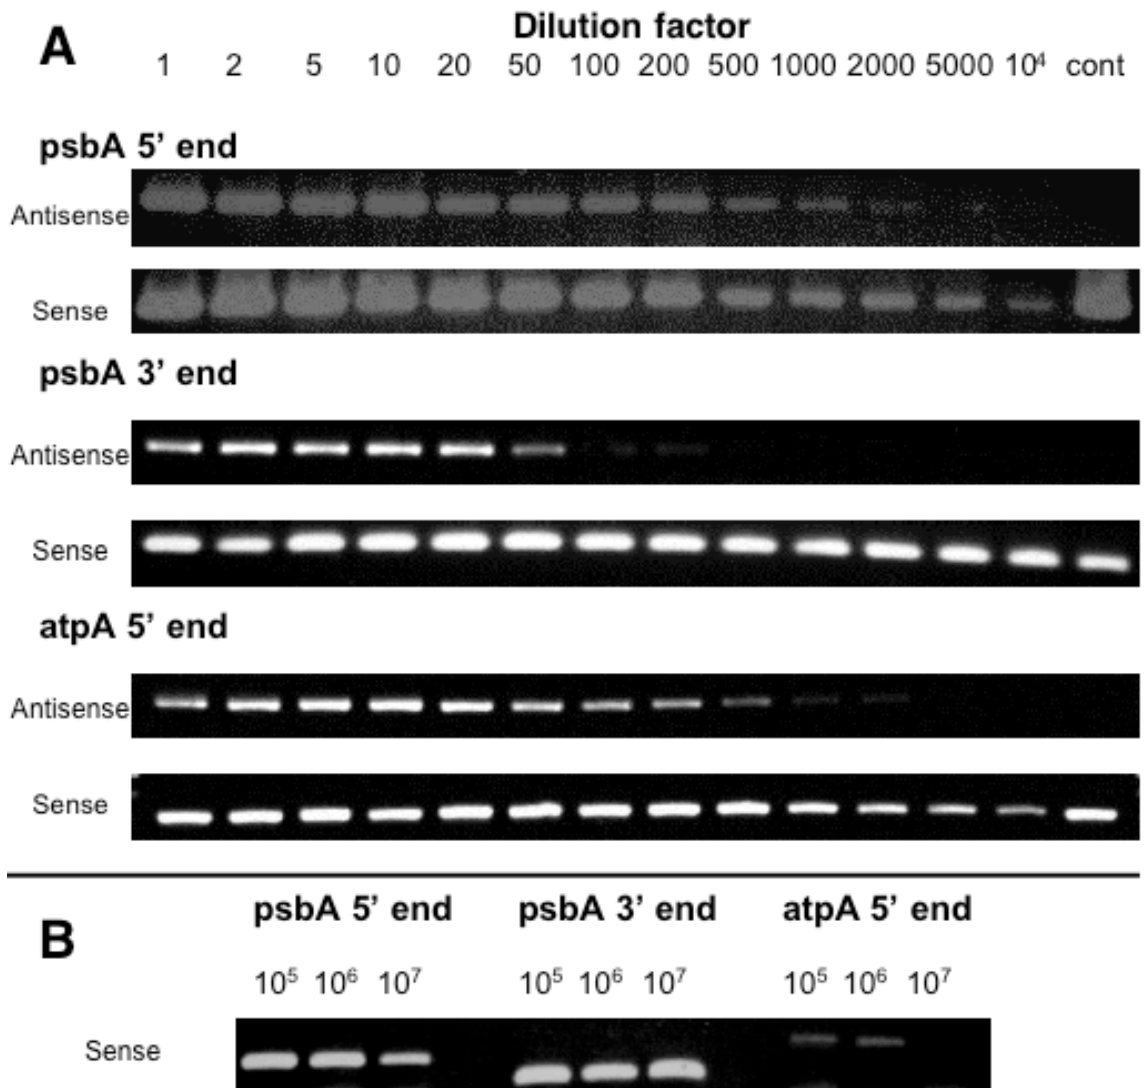 A
Dilution factor
1 2 5 10 20 50 100 200 500 1000 2000 5000 10⁴ cont
psbA 5’ end
Antisense
Sense
psbA 3’ end
Antisense
Sense
atpA 5’ end
Antisense
Sense
B
psbA 5’ end psbA 3’ end atpA 5’ end
10⁵ 10⁶ 10⁷ 10⁵ 10⁶ 10⁷ 10⁵ 10⁶ 10⁷
Sense